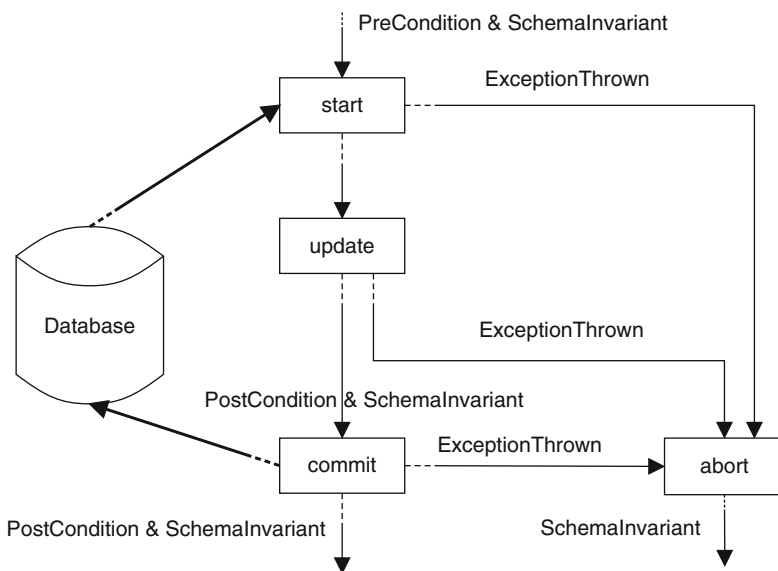 PreCondition & SchemaInvariant
ExceptionThrown
start
update
Database
ExceptionThrown
PostCondition & SchemaInvariant
ExceptionThrown
commit
abort
PostCondition & SchemaInvariant
SchemaInvariant